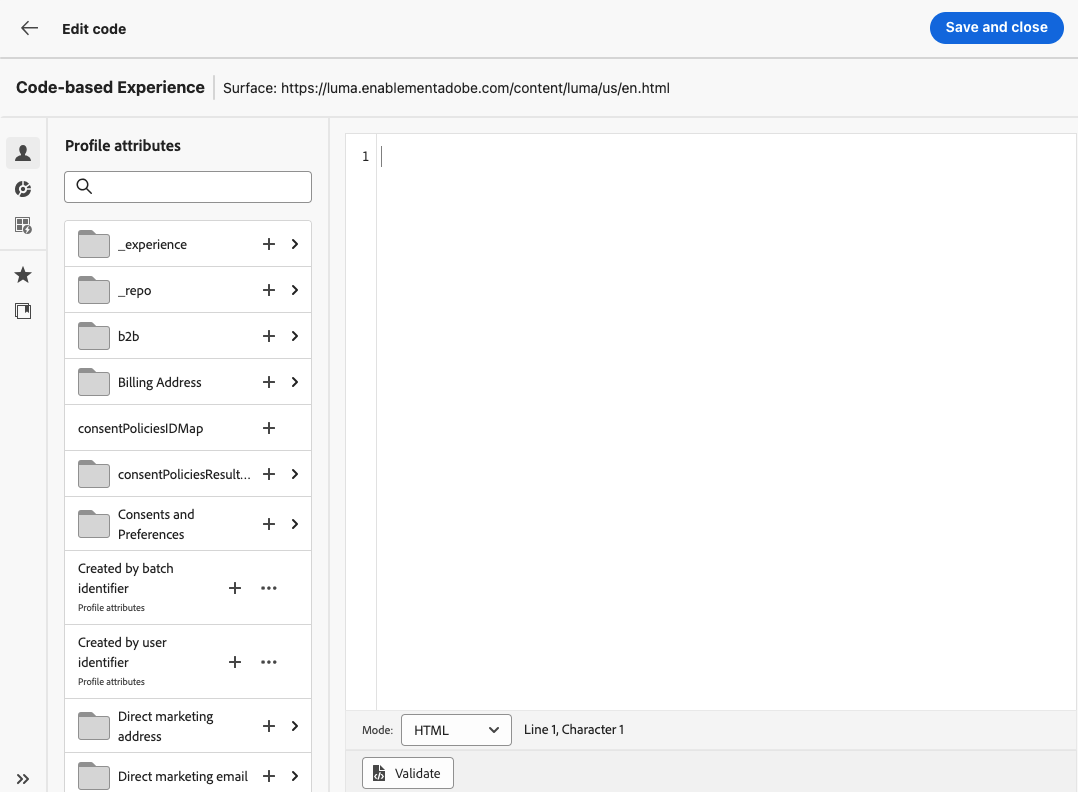 Edit code
Save and close
Code-based Experience
Surface: https://luma.enablementadobe.com/content/luma/us/en.html
Profile attributes
_experience
_repo
b2b
Billing Address
consentPoliciesIDMap
consentPoliciesResult...
Consents and
Preferences
Created by batch
identifier
Profile attributes
Created by user
identifier
Profile attributes
Direct marketing
address
Direct marketing email
1
Mode:
HTML
Line 1, Character 1
Validate